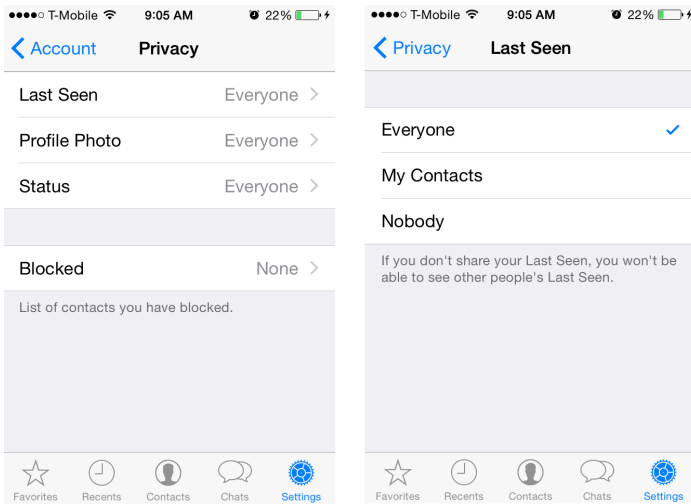 T-Mobile 9:05 AM 22%
Account Privacy
Last Seen Everyone
Profile Photo Everyone
Status Everyone
Blocked None
List of contacts you have blocked.
Favorites Recents Contacts Chats Settings
T-Mobile 9:05 AM 22%
Privacy Last Seen
Everyone
My Contacts
Nobody
If you don't share your Last Seen, you won't be
able to see other people's Last Seen.
Favorites Recents Contacts Chats Settings